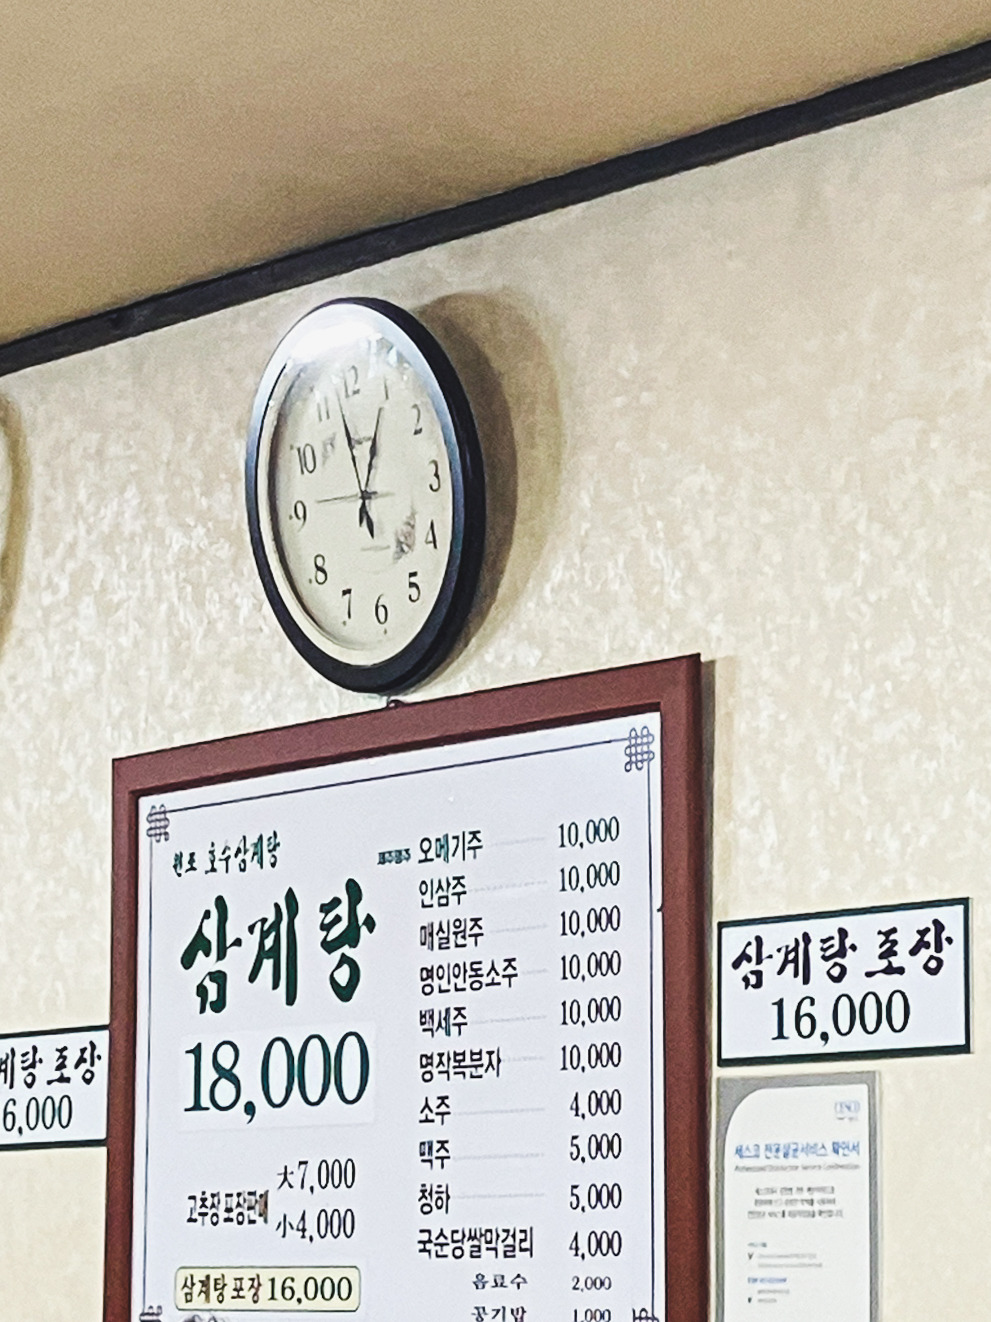 12
1
2
3
4
5
6
7
8
9
10
11
원조 호수삼계탕
삼계탕
18,000
고추장 포장판매
大7,000
小4,000
삼계탕 포장 16,000
제주명주 오메기주 10,000
인삼주 10,000
매실원주 10,000
명인안동소주 10,000
백세주 10,000
명작복분자 10,000
소주 4,000
맥주 5,000
청하 5,000
국순당쌀막걸리 4,000
음료수 2,000
공기밥 1,000
계탕 포장
6,000
삼계탕 포장
16,000
CESCO
세스코 전문살균서비스 확인서